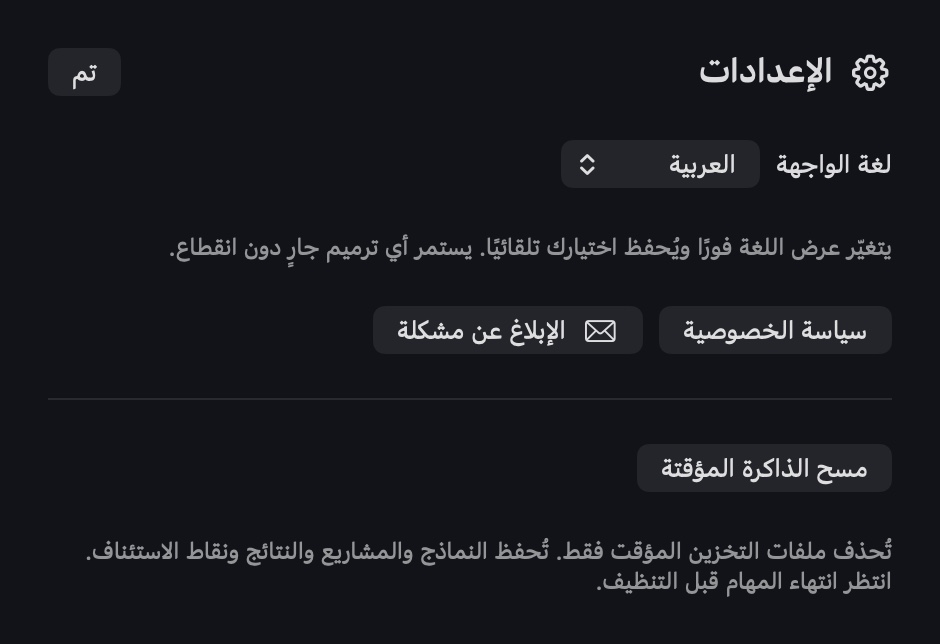 الإعدادات
تم
لغة الواجهة
العربية
يتغيّر عرض اللغة فورًا ويُحفظ اختيارك تلقائيًا. يستمر أي ترميم جارٍ دون انقطاع.
سياسة الخصوصية
الإبلاغ عن مشكلة
مسح الذاكرة المؤقتة
تُحذف ملفات التخزين المؤقت فقط. تُحفظ النماذج والمشاريع والنتائج ونقاط الاستئناف.
انتظر انتهاء المهام قبل التنظيف.